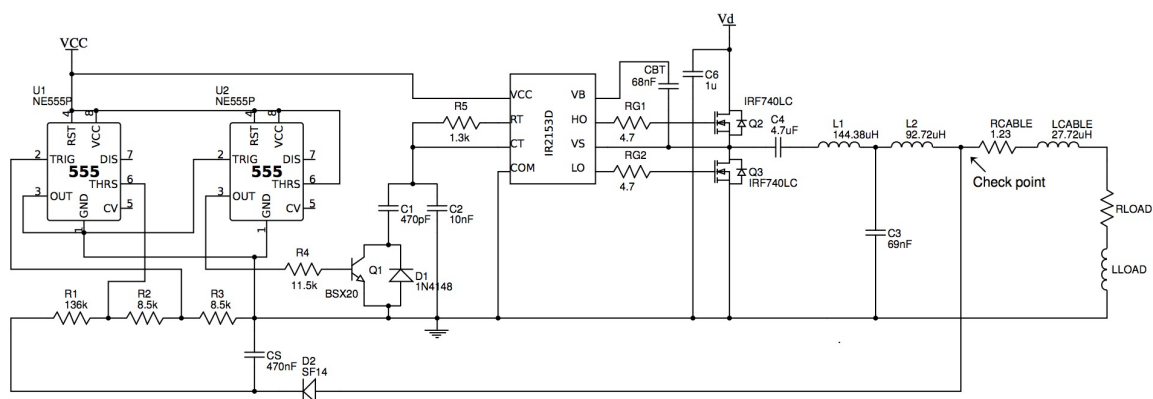 Vd
VCC
U1
NE555P
U2
NE555P
4
8
RST
VCC
2
TRIG
DIS
7
555
THRS
6
3
OUT
GND
CV
5
1
4
8
RST
VCC
2
TRIG
DIS
7
555
THRS
6
3
OUT
GND
CV
5
1
R5
1.3k
VCC
RT
CT
COM
IR2153D
VB
HO
VS
LO
CBT
68nF
C6
1u
RG1
4.7
RG2
4.7
IRF740LC
Q2
Q3
IRF740LC
C4
4.7uF
L1
144.38uH
L2
92.72uH
RCABLE
1.23
LCABLE
27.72uH
Check point
RLOAD
LLOAD
C3
69nF
C1
470pF
C2
10nF
R4
11.5k
Q1
BSX20
D1
1N4148
R1
136k
R2
8.5k
R3
8.5k
CS
470nF
D2
SF14